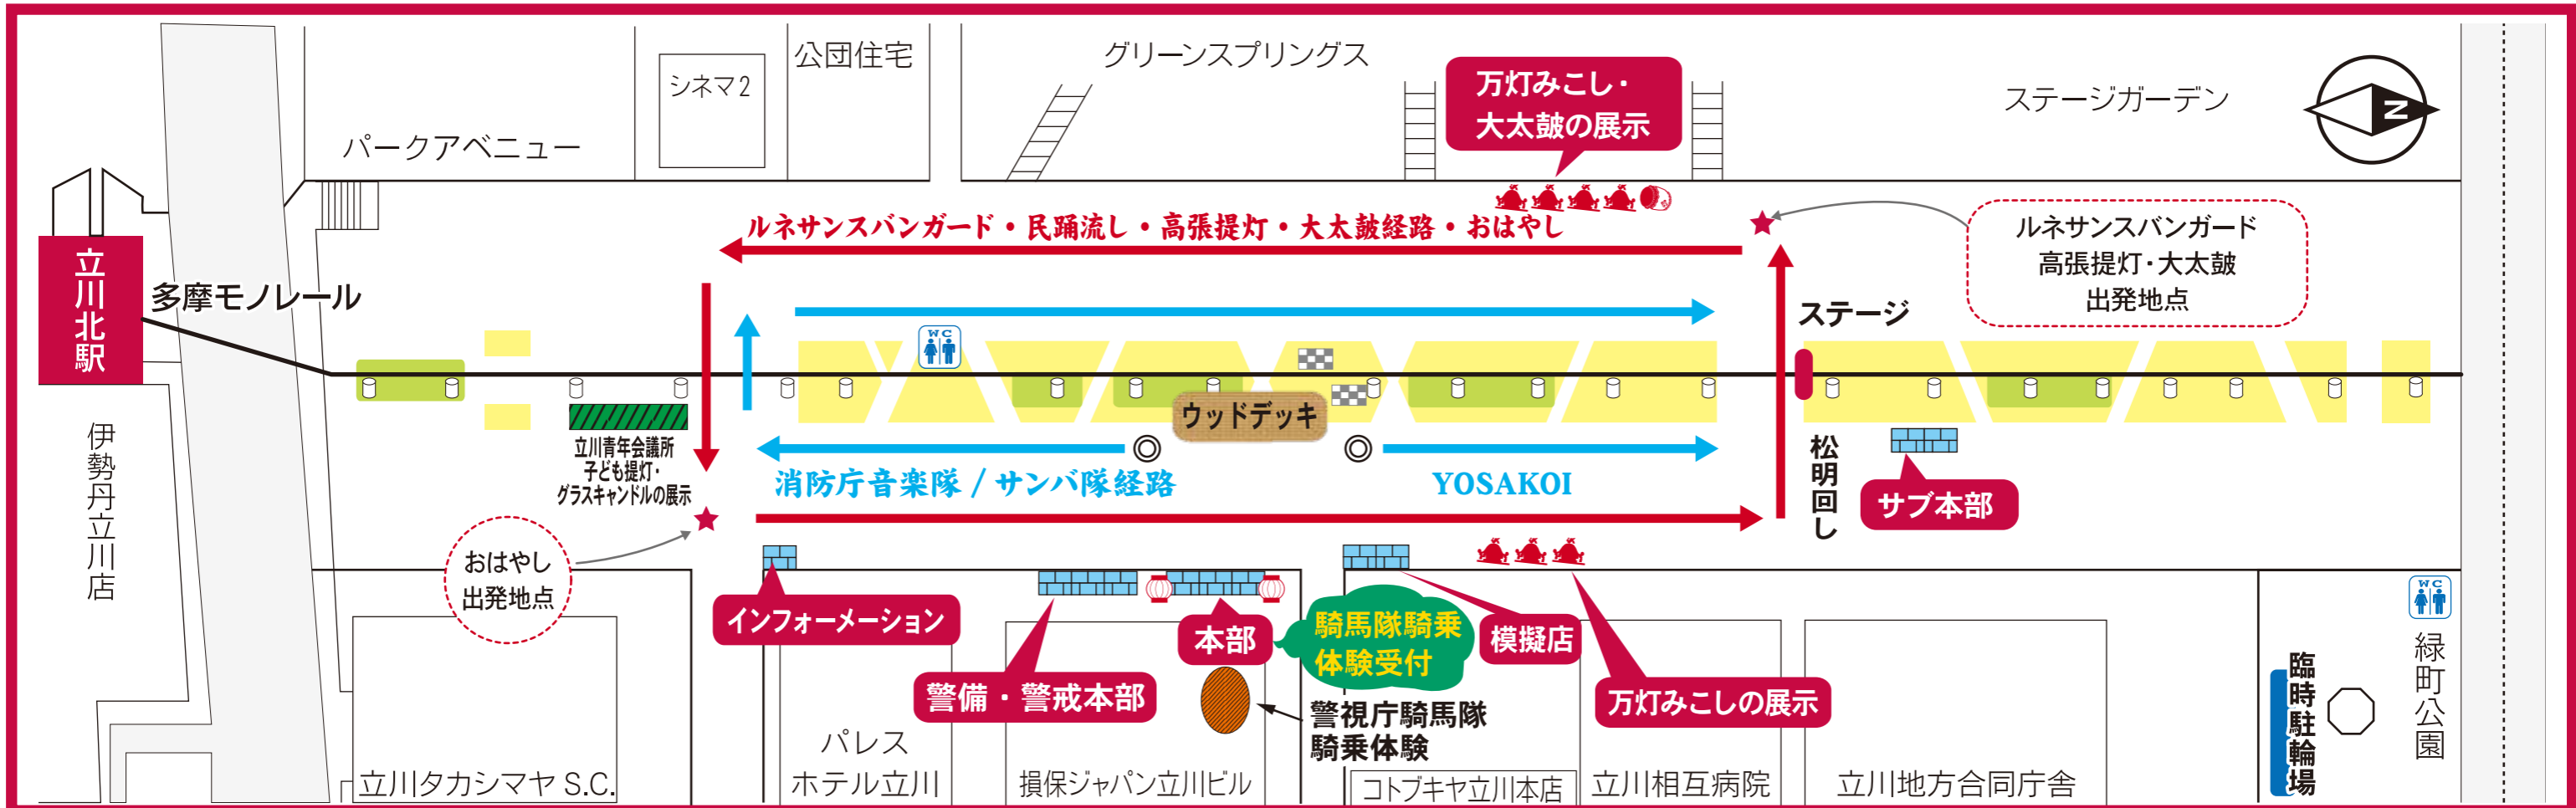 公団住宅
グリーンスプリングス
シネマ2
パークアベニュー
万灯みこし・
大太鼓の展示
ステージガーデン
N
立川北駅
多摩モノレール
ルネサンスバンガード・民踊流し・高張提灯・大太鼓経路・おはやし
ルネサンスバンガード
高張提灯・大太鼓
出発地点
ステージ
WC
ウッドデッキ
伊勢丹立川店
立川青年会議所
子ども提灯・
グラスキャンドルの展示
消防庁音楽隊 / サンバ隊経路
YOSAKOI
松明回し
サブ本部
おはやし
出発地点
インフォーメーション
警備・警戒本部
本部
騎馬隊騎乗
体験受付
模擬店
万灯みこしの展示
警視庁騎馬隊
騎乗体験
WC
緑町公園
臨時駐輪場
立川タカシマヤ S.C.
パレス
ホテル立川
損保ジャパン立川ビル
コトブキヤ立川本店
立川相互病院
立川地方合同庁舎